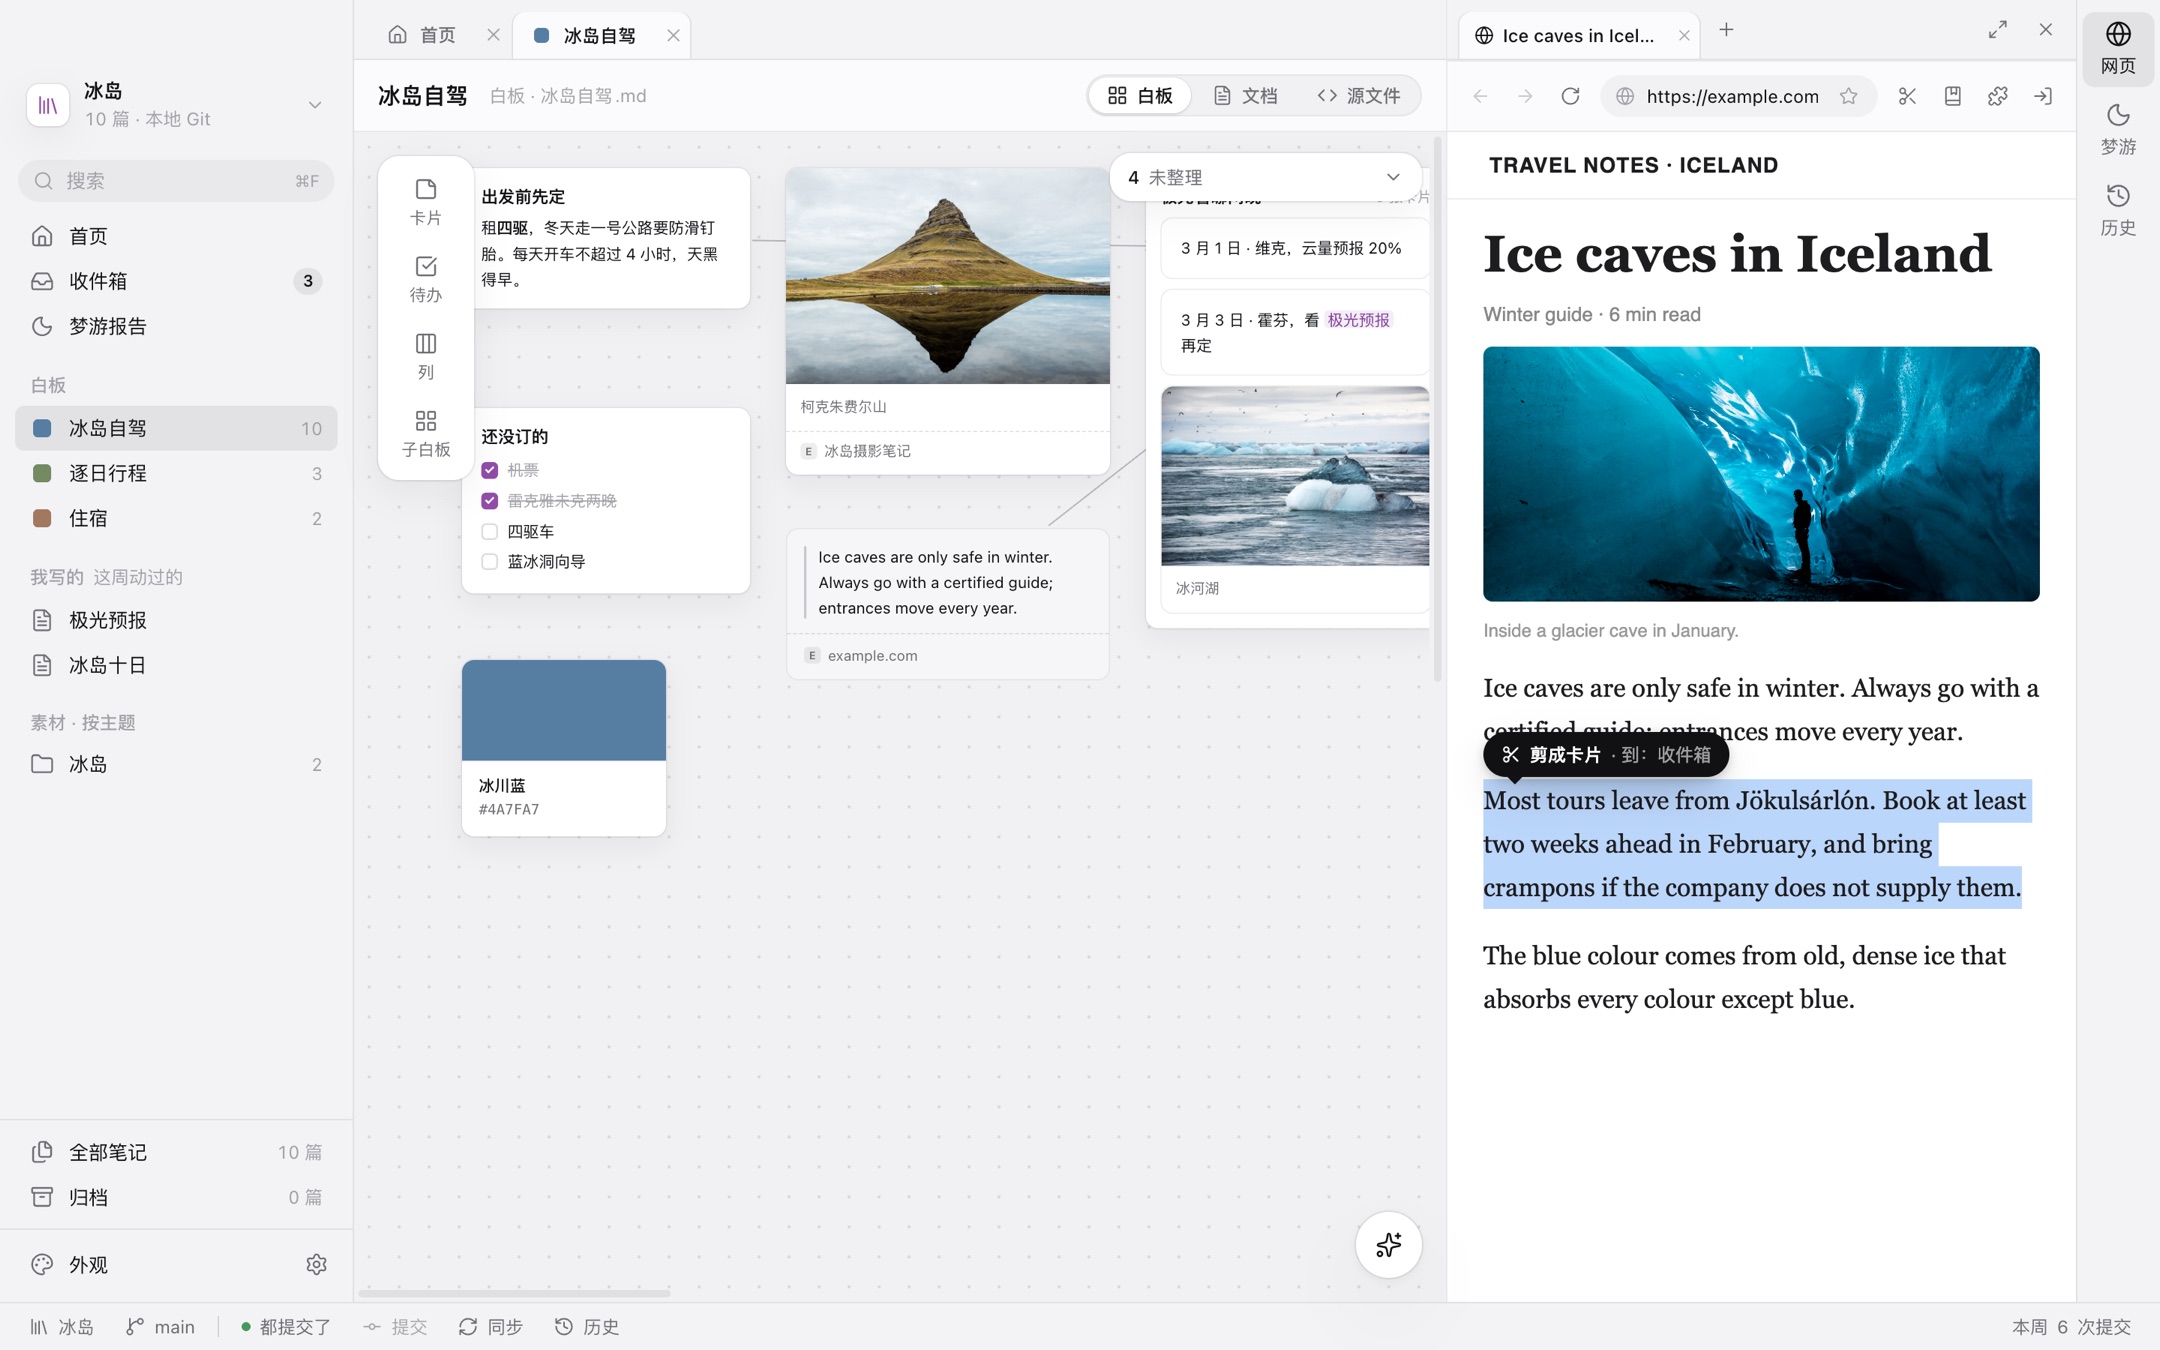 冰岛
10 篇 · 本地 Git
搜索
⌘F
首页
收件箱
3
梦游报告
白板
冰岛自驾
10
逐日行程
3
住宿
2
我写的 这周动过的
极光预报
冰岛十日
素材 · 按主题
冰岛
2
全部笔记
10 篇
归档
0 篇
外观
首页
冰岛自驾
冰岛自驾
白板 · 冰岛自驾.md
白板
文档
源文件
卡片
待办
列
子白板
出发前先定
租四驱，冬天走一号公路要防滑钉
胎。每天开车不超过 4 小时，天黑
得早。
还没订的
机票
雷克雅未克两晚
四驱车
蓝冰洞向导
冰川蓝
#4A7FA7
柯克朱费尔山
E 冰岛摄影笔记
Ice caves are only safe in winter.
Always go with a certified guide;
entrances move every year.
E example.com
4 未整理
3 月 1 日 · 维克，云量预报 20%
3 月 3 日 · 霍芬，看 极光预报
再定
冰河湖
Ice caves in Icel...
https://example.com
TRAVEL NOTES · ICELAND
Ice caves in Iceland
Winter guide · 6 min read
Inside a glacier cave in January.
Ice caves are only safe in winter. Always go with a
certified guide; entrances move every year.
剪成卡片 · 到：收件箱
Most tours leave from Jökulsárlón. Book at least
two weeks ahead in February, and bring
crampons if the company does not supply them.
The blue colour comes from old, dense ice that
absorbs every colour except blue.
网页
梦游
历史
冰岛
main
都提交了
提交
同步
历史
本周 6 次提交